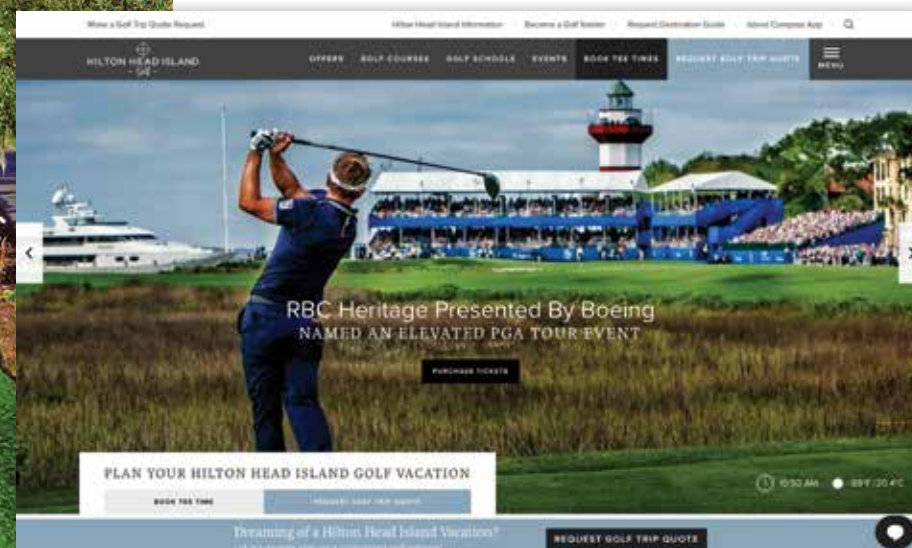 Make a Golf Trip Quote Request
Hilton Head Island Information
Become a Golf Insider
Request Destination Guide
Island Compass App
HILTON HEAD ISLAND
OFFERS
GOLF COURSES
GOLF SCHOOLS
EVENTS
BOOK TEE TIMES
REQUEST GOLF TRIP QUOTE
MENU
RBC Heritage Presented By Boeing
NAMED AN ELEVATED PGA TOUR EVENT
PURCHASE TICKETS
PLAN YOUR HILTON HEAD ISLAND GOLF VACATION
BOOK TEE TIME
REQUEST GOLF TRIP QUOTE
Dreaming of a Hilton Head Island Vacation?
REQUEST GOLF TRIP QUOTE